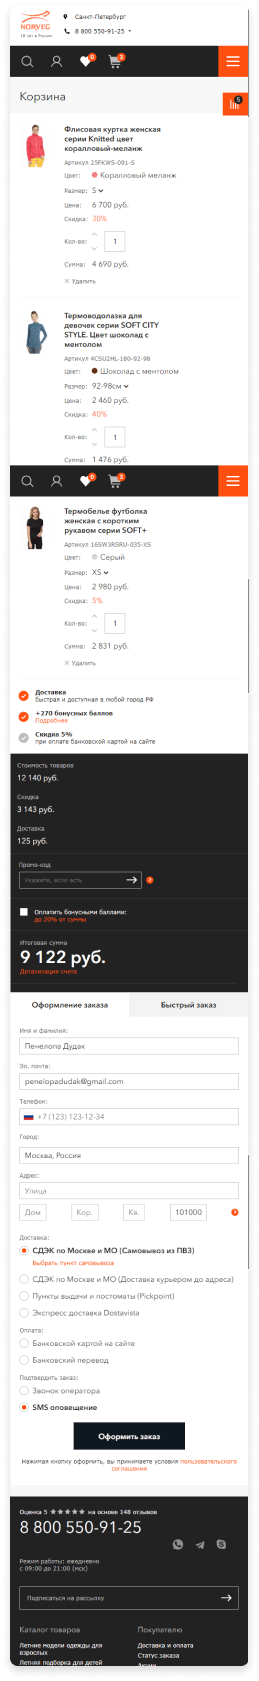 Санкт-Петербург
NORVEG
8 800 550-91-25
16 лет в России
0
3
5
Корзина
Флисовая куртка женская
серии Knitted цвет
коралловый-меланж
Артикул 25FKWS-091-S
Цвет: Коралловый меланж
Размер: S
Цена: 6 700 руб.
Скидка: 30%
Кол-во: 1
Сумма: 4 690 руб.
Удалить
Термоводолазка для
девочек серии SOFT CITY
STYLE. Цвет шоколад с
ментолом
Артикул 4CSU2HL-180-92-98
Цвет: Шоколад с ментолом
Размер: 92-98см
Цена: 2 460 руб.
Скидка: 40%
Кол-во: 1
Сумма: 1 476 руб.
0
3
Термобелье футболка
женская с коротким
рукавом серии SOFT+
Артикул 16SW3RSRU-035-XS
Цвет: Серый
Размер: XS
Цена: 2 980 руб.
Скидка: 5%
Кол-во: 1
Сумма: 2 831 руб.
Удалить
Доставка
быстрая и доступная в любой город РФ
+270 бонусных баллов
Подробнее
Скидка 5%
при оплате банковской картой на сайте
Стоимость товаров
12 140 руб.
Скидка
3 143 руб.
Доставка
125 руб.
Промо-код
Укажите, если есть
?
Оплатить бонусными баллами:
до 20% от суммы
Итоговая сумма
9 122 руб.
Детализация счета
Оформление заказа Быстрый заказ
Имя и фамилия:
Пенелопа Дудак
Эл. почта:
penelopadudak@gmail.com
Телефон:
+7 (123) 123-12-34
Город:
Москва, Россия
Адрес:
Улица
Дом Кор. Кв. 101000 ?
Доставка:
СДЭК по Москве и МО (Самовывоз из ПВЗ)
Выбрать пункт самовывоза
СДЭК по Москве и МО (Доставка курьером до адреса)
Пункты выдачи и постоматы (Pickpoint)
Экспресс доставка Dostavista
Оплата:
Банковской картой на сайте
Банковский перевод
Подтвердить заказ:
Звонок оператора
SMS оповещение
Оформить заказ
Нажимая кнопку оформить, вы принимаете условия пользовательского
соглашения
Оценка 5 ★★★★★ на основе 148 отзывов
8 800 550-91-25
Режим работы: ежедневно
с 09:00 до 21:00 (мск)
Подписаться на рассылку
Каталог товаров Покупателю
Летние модели одежды для
взрослых
Доставка и оплата
Статус заказа
Летняя подборка для детей
Акции